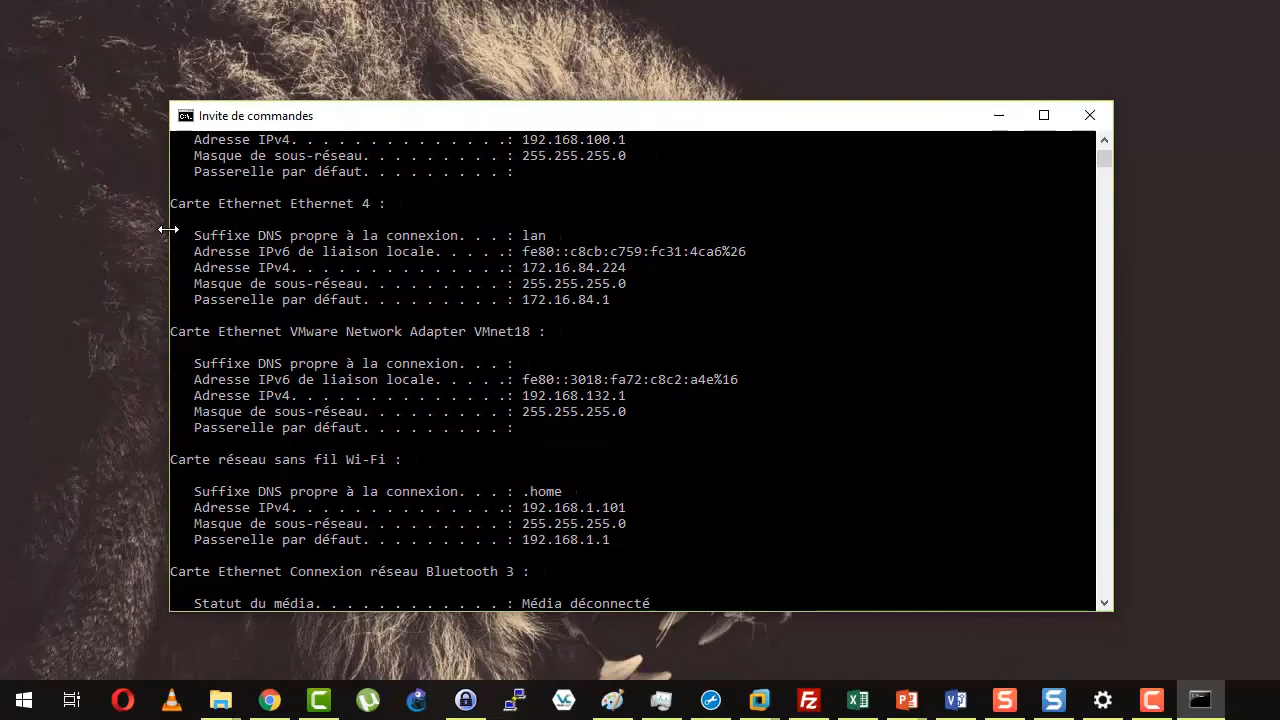 Invite de commandes
Adresse IPv4. . . . . . . . . . . . . .: 192.168.100.1
Masque de sous-réseau. . . . . . . . . : 255.255.255.0
Passerelle par défaut. . . . . . . . . :
Carte Ethernet Ethernet 4 :
Suffixe DNS propre à la connexion. . . : lan
Adresse IPv6 de liaison locale. . . . .: fe80::c8cb:c759:fc31:4ca6%26
Adresse IPv4. . . . . . . . . . . . . .: 172.16.84.224
Masque de sous-réseau. . . . . . . . . : 255.255.255.0
Passerelle par défaut. . . . . . . . . : 172.16.84.1
Carte Ethernet VMware Network Adapter VMnet18 :
Suffixe DNS propre à la connexion. . . :
Adresse IPv6 de liaison locale. . . . .: fe80::3018:fa72:c8c2:a4e%16
Adresse IPv4. . . . . . . . . . . . . .: 192.168.132.1
Masque de sous-réseau. . . . . . . . . : 255.255.255.0
Passerelle par défaut. . . . . . . . . :
Carte réseau sans fil Wi-Fi :
Suffixe DNS propre à la connexion. . . : .home
Adresse IPv4. . . . . . . . . . . . . .: 192.168.1.101
Masque de sous-réseau. . . . . . . . . : 255.255.255.0
Passerelle par défaut. . . . . . . . . : 192.168.1.1
Carte Ethernet Connexion réseau Bluetooth 3 :
Statut du média. . . . . . . . . . . . : Média déconnecté